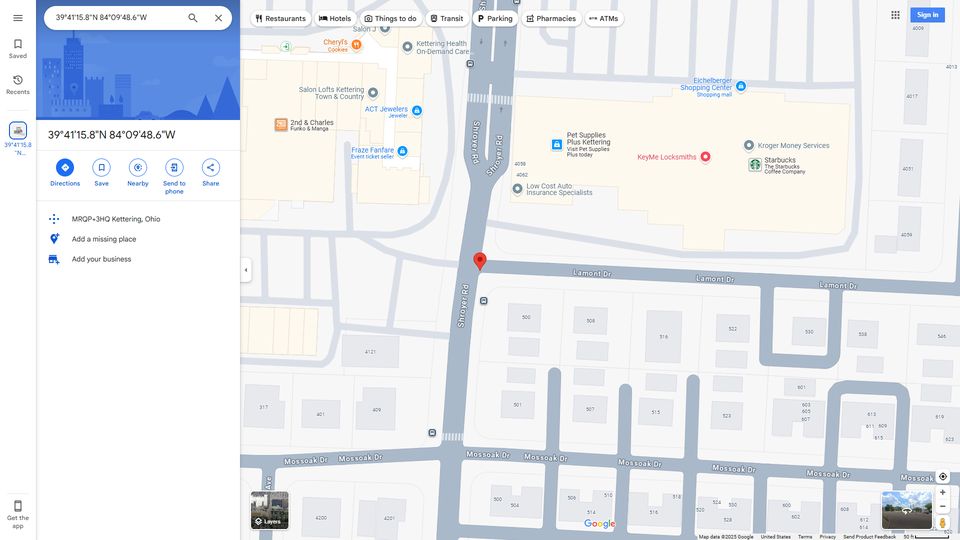 39°41'15.8"N 84°09'48.6"W
Saved
Recents
39°41'15.8
"N...
Get the
app
39°41'15.8"N 84°09'48.6"W
Directions
Save
Nearby
Send to
phone
Share
MRQP+3HQ Kettering, Ohio
Add a missing place
Add your business
Restaurants
Hotels
Things to do
Transit
Parking
Pharmacies
ATMs
Sign in
Salon J
Cheryl's
Cookies
Kettering Health
On-Demand Care
Salon Lofts Kettering
Town & Country
ACT Jewelers
Jeweler
2nd & Charles
Funko & Manga
Fraze Fanfare
Event ticket seller
Shroyer Rd
Shroyer Rd
Shroyer Rd
Eichelberger
Shopping Center
Shopping mall
Pet Supplies
Plus Kettering
Visit Pet Supplies
Plus today
KeyMe Locksmiths
Kroger Money Services
Starbucks
The Starbucks
Coffee Company
4058
4062
Low Cost Auto
Insurance Specialists
4009
4013
4051
4059
Lamont Dr
Lamont Dr
Lamont Dr
500
508
516
522
530
538
546
4121
317
401
409
501
507
515
523
601
603
605
607
613
609
611
615
619
629
Mossoak Dr
Mossoak Dr
Mossoak Dr
Mossoak Dr
Mossoak Dr
Mossoak Dr
Ave
4200
4201
500
504
506
510
514
520
524
528
600
602
608
612
Layers
Google
Map data ©2025 Google
United States
Terms
Privacy
Send Product Feedback
50 ft